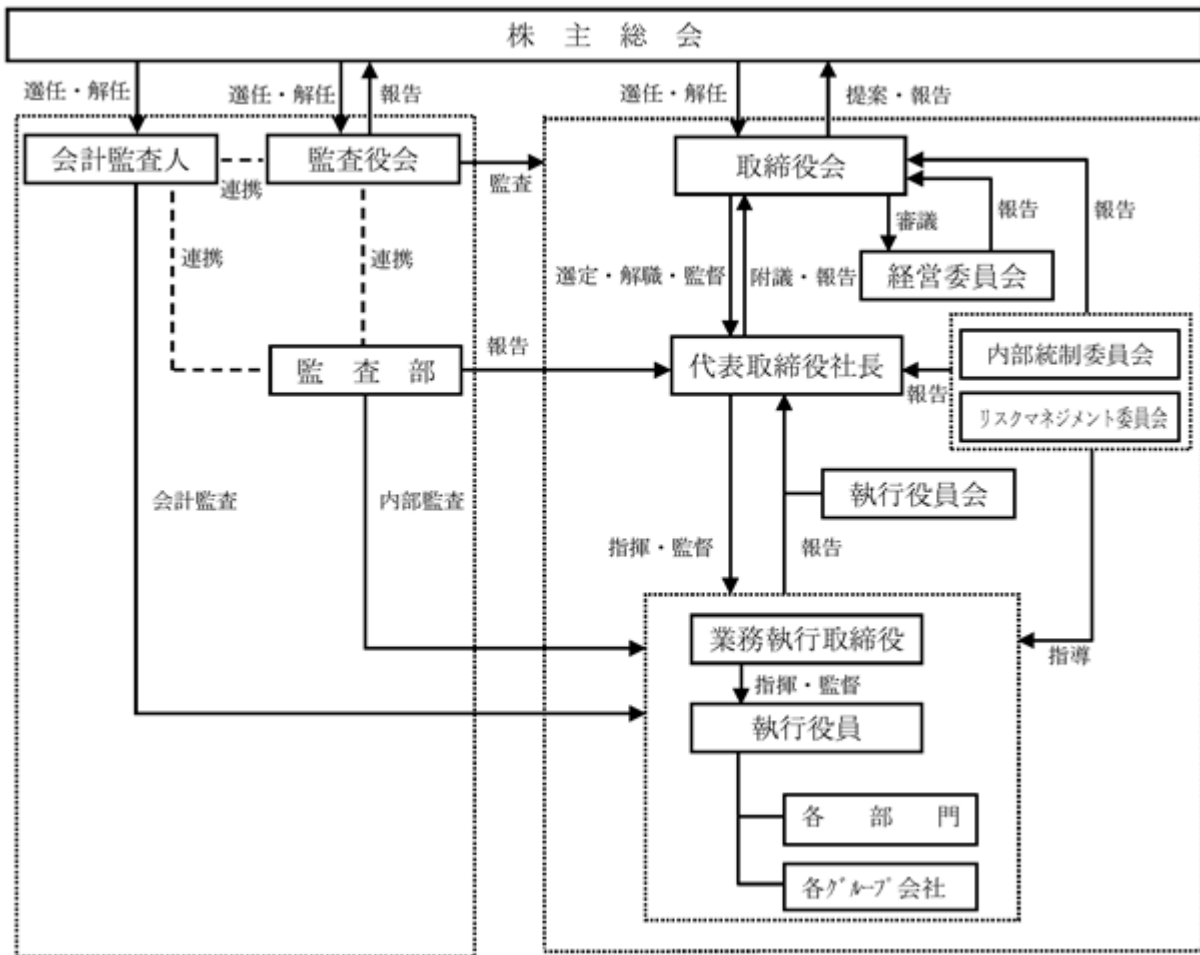 株主総会
選任・解任
選任・解任
報告
選任・解任
提案・報告
会計監査人
連携
監査役会
監査
取締役会
連携
連携
審議
報告
報告
選定・解職・監督
附議・報告
経営委員会
監査部
報告
代表取締役社長
報告
内部統制委員会
リスクマネジメント委員会
会計監査
内部監査
執行役員会
指揮・監督
報告
業務執行取締役
指導
指揮・監督
執行役員
各部門
各グループ会社